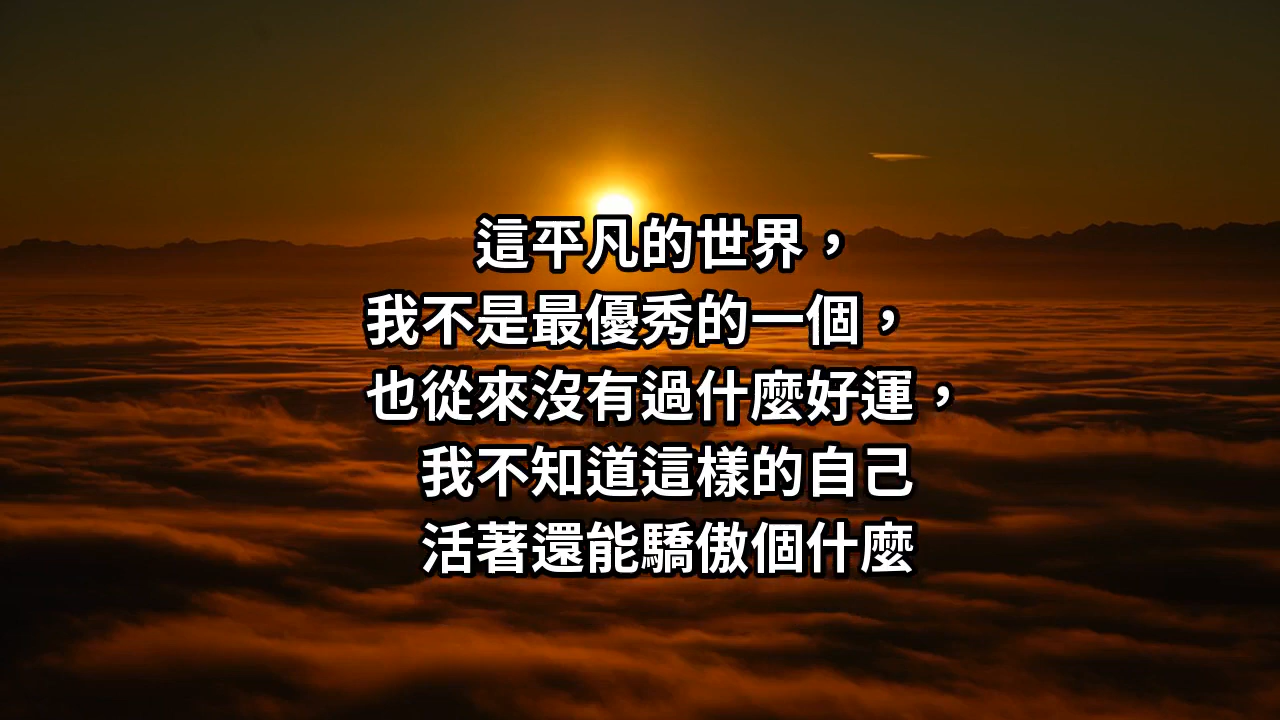 這平凡的世界，
我不是最優秀的一個，
也從來沒有過什麼好運，
我不知道這樣的自己
活著還能驕傲個什麼